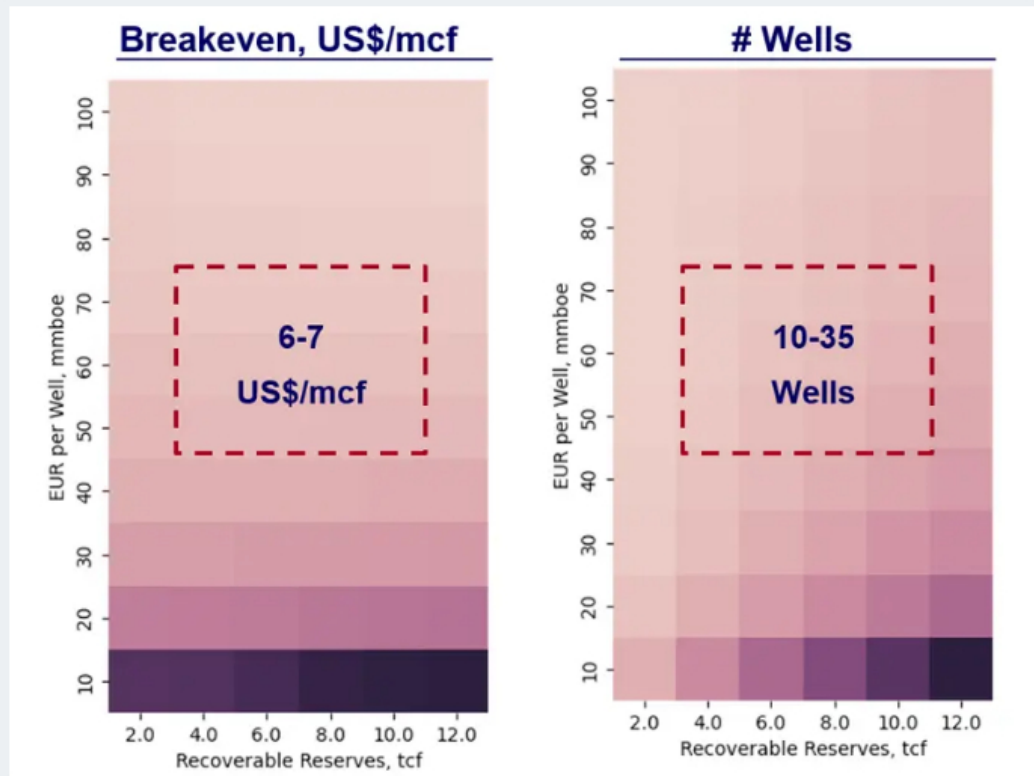 Breakeven, US$/mcf
EUR per Well, mmboe
100
90
80
70
60
50
40
30
20
10
6-7
US$/mcf
2.0 4.0 6.0 8.0 10.0 12.0
Recoverable Reserves, tcf
# Wells
EUR per Well, mmboe
100
90
80
70
60
50
40
30
20
10
10-35
Wells
2.0 4.0 6.0 8.0 10.0 12.0
Recoverable Reserves, tcf